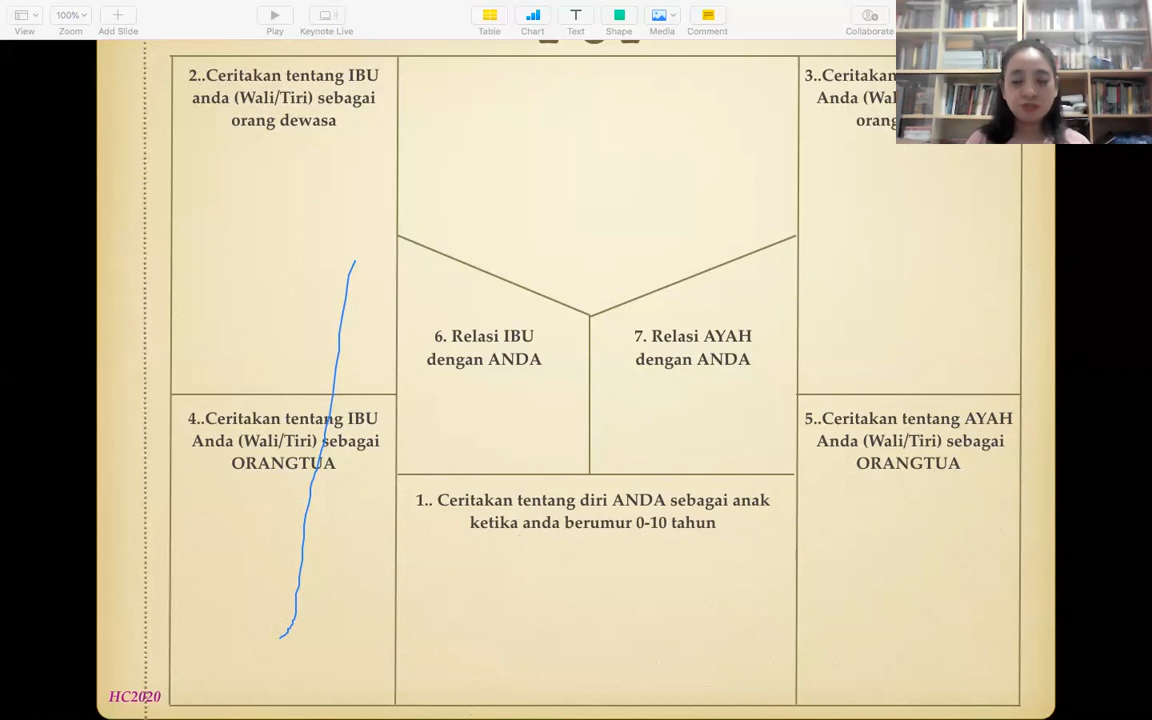 View
100%
Zoom
Add Slide
Play
Keynote Live
Table
Chart
Text
Shape
Media
Comment
Collaborate
2..Ceritakan tentang IBU
anda (Wali/Tiri) sebagai
orang dewasa
3..Ceritakan
Anda
6. Relasi IBU
dengan ANDA
7. Relasi AYAH
dengan ANDA
4..Ceritakan tentang IBU
Anda (Wali/Tiri) sebagai
ORANGTUA
5..Ceritakan tentang AYAH
Anda (Wali/Tiri) sebagai
ORANGTUA
1.. Ceritakan tentang diri ANDA sebagai anak
ketika anda berumur 0-10 tahun
HC2020